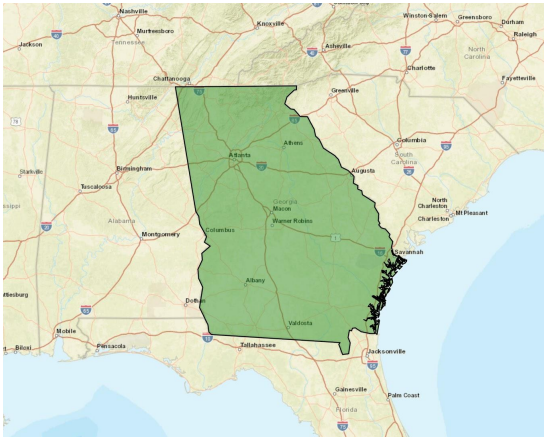 Nashville
Knoxville
Winston-Salem
Greensboro
Durham
Raleigh
Murfreesboro
Tennessee
Jackson
Asheville
North
Carolina
Charlotte
Fayetteville
Chattanooga
Huntsville
Greenville
Columbia
South
Carolina
Athens
Atlanta
Augusta
Birmingham
Starkville
Tuscaloosa
Georgia
Macon
Warner Robins
North
Charleston
Charleston
Mt Pleasant
Alabama
Columbus
Montgomery
Savannah
Albany
Dothan
Valdosta
Mobile
Biloxi
Pensacola
Tallahassee
Jacksonville
Gainesville
Palm Coast
Florida